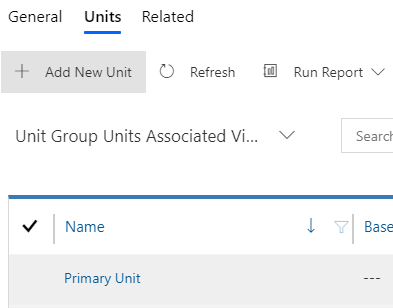 General Units Related
Add New Unit Refresh Run Report
Unit Group Units Associated Vi... Search
Name Base
Primary Unit ---